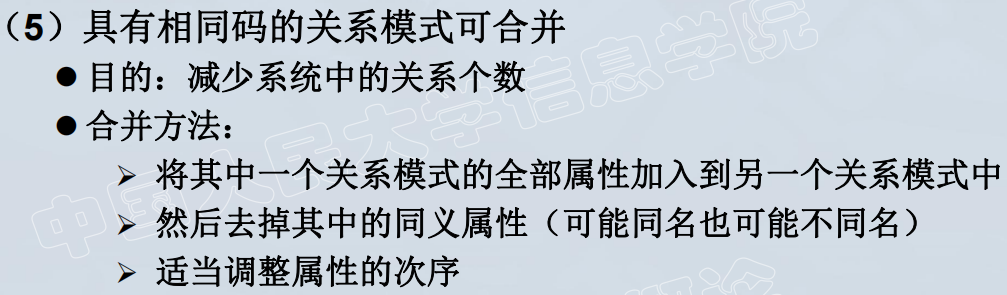 （5）具有相同码的关系模式可合并
●目的：减少系统中的关系个数
●合并方法：
➢ 将其中一个关系模式的全部属性加入到另一个关系模式中
➢ 然后去掉其中的同义属性（可能同名也可能不同名）
➢ 适当调整属性的次序
中国人民大学信息学院
概论